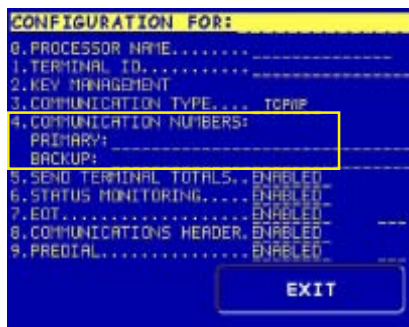 CONFIGURATION FOR:
0.PROCESSOR NAME........
1.TERMINAL ID...........
2.KEY MANAGEMENT
3.COMMUNICATION TYPE.... TCP/IP
4.COMMUNICATION NUMBERS:
PRIMARY:
BACKUP:
5.SEND TERMINAL TOTALS..ENABLED
6.STATUS MONITORING.....ENABLED
7.EOT...................ENABLED
8.COMMUNICATIONS HEADER.ENABLED
9.PREDIAL...............ENABLED
EXIT